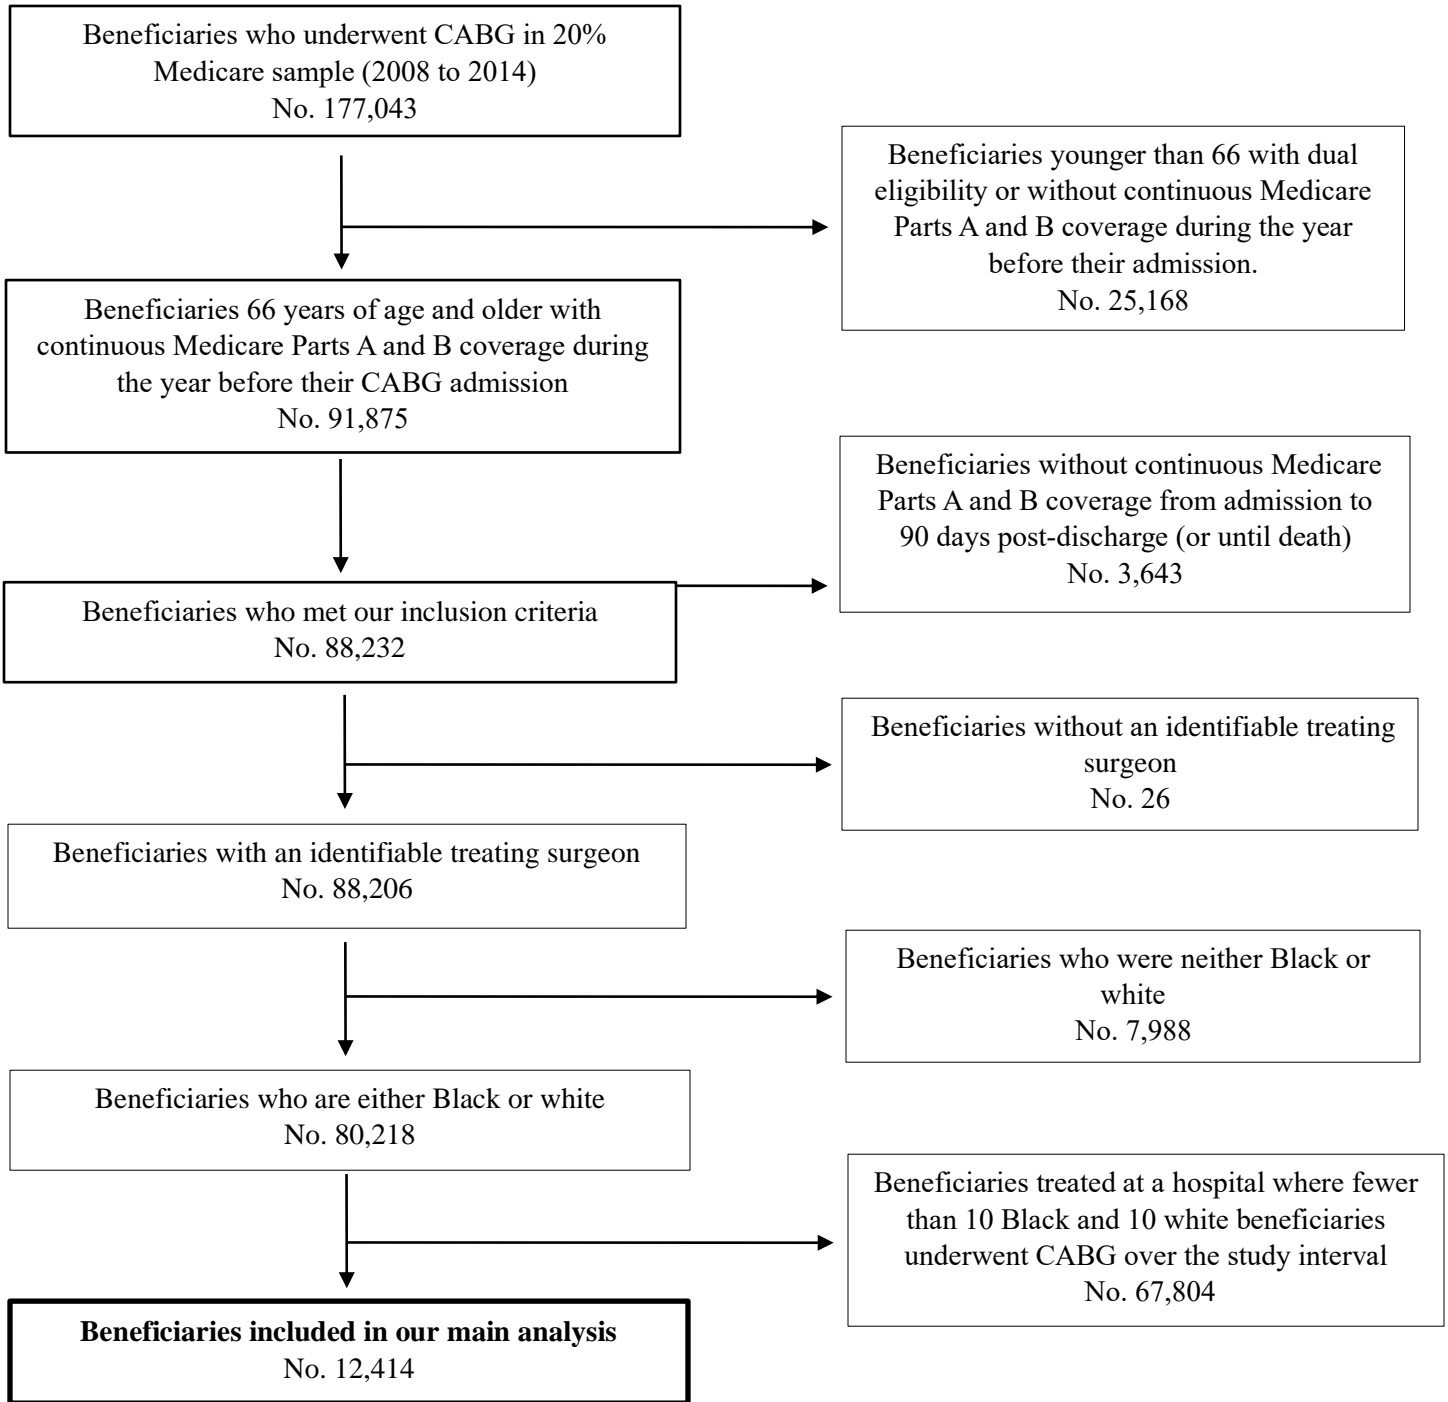 Beneficiaries who underwent CABG in 20%
Medicare sample (2008 to 2014)
No. 177,043
Beneficiaries younger than 66 with dual
eligibility or without continuous Medicare
Parts A and B coverage during the year
before their admission.
No. 25,168
Beneficiaries 66 years of age and older with
continuous Medicare Parts A and B coverage during
the year before their CABG admission
No. 91,875
Beneficiaries without continuous Medicare
Parts A and B coverage from admission to
90 days post-discharge (or until death)
No. 3,643
Beneficiaries who met our inclusion criteria
No. 88,232
Beneficiaries without an identifiable treating
surgeon
No. 26
Beneficiaries with an identifiable treating surgeon
No. 88,206
Beneficiaries who were neither Black or
white
No. 7,988
Beneficiaries who are either Black or white
No. 80,218
Beneficiaries treated at a hospital where fewer
than 10 Black and 10 white beneficiaries
underwent CABG over the study interval
No. 67,804
Beneficiaries included in our main analysis
No. 12,414